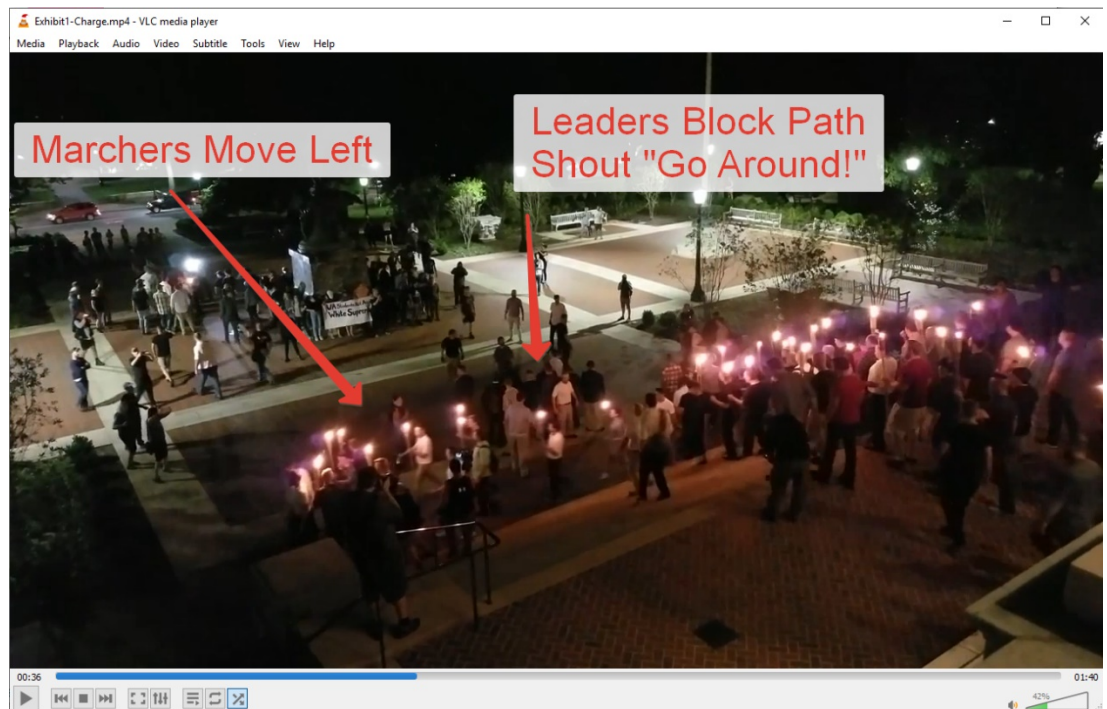 Exhibit1-Charge.mp4 - VLC media player
Media Playback Audio Video Subtitle Tools View Help
Marchers Move Left
Leaders Block Path
Shout "Go Around!"
White Suprem
00:36
01:40
42%